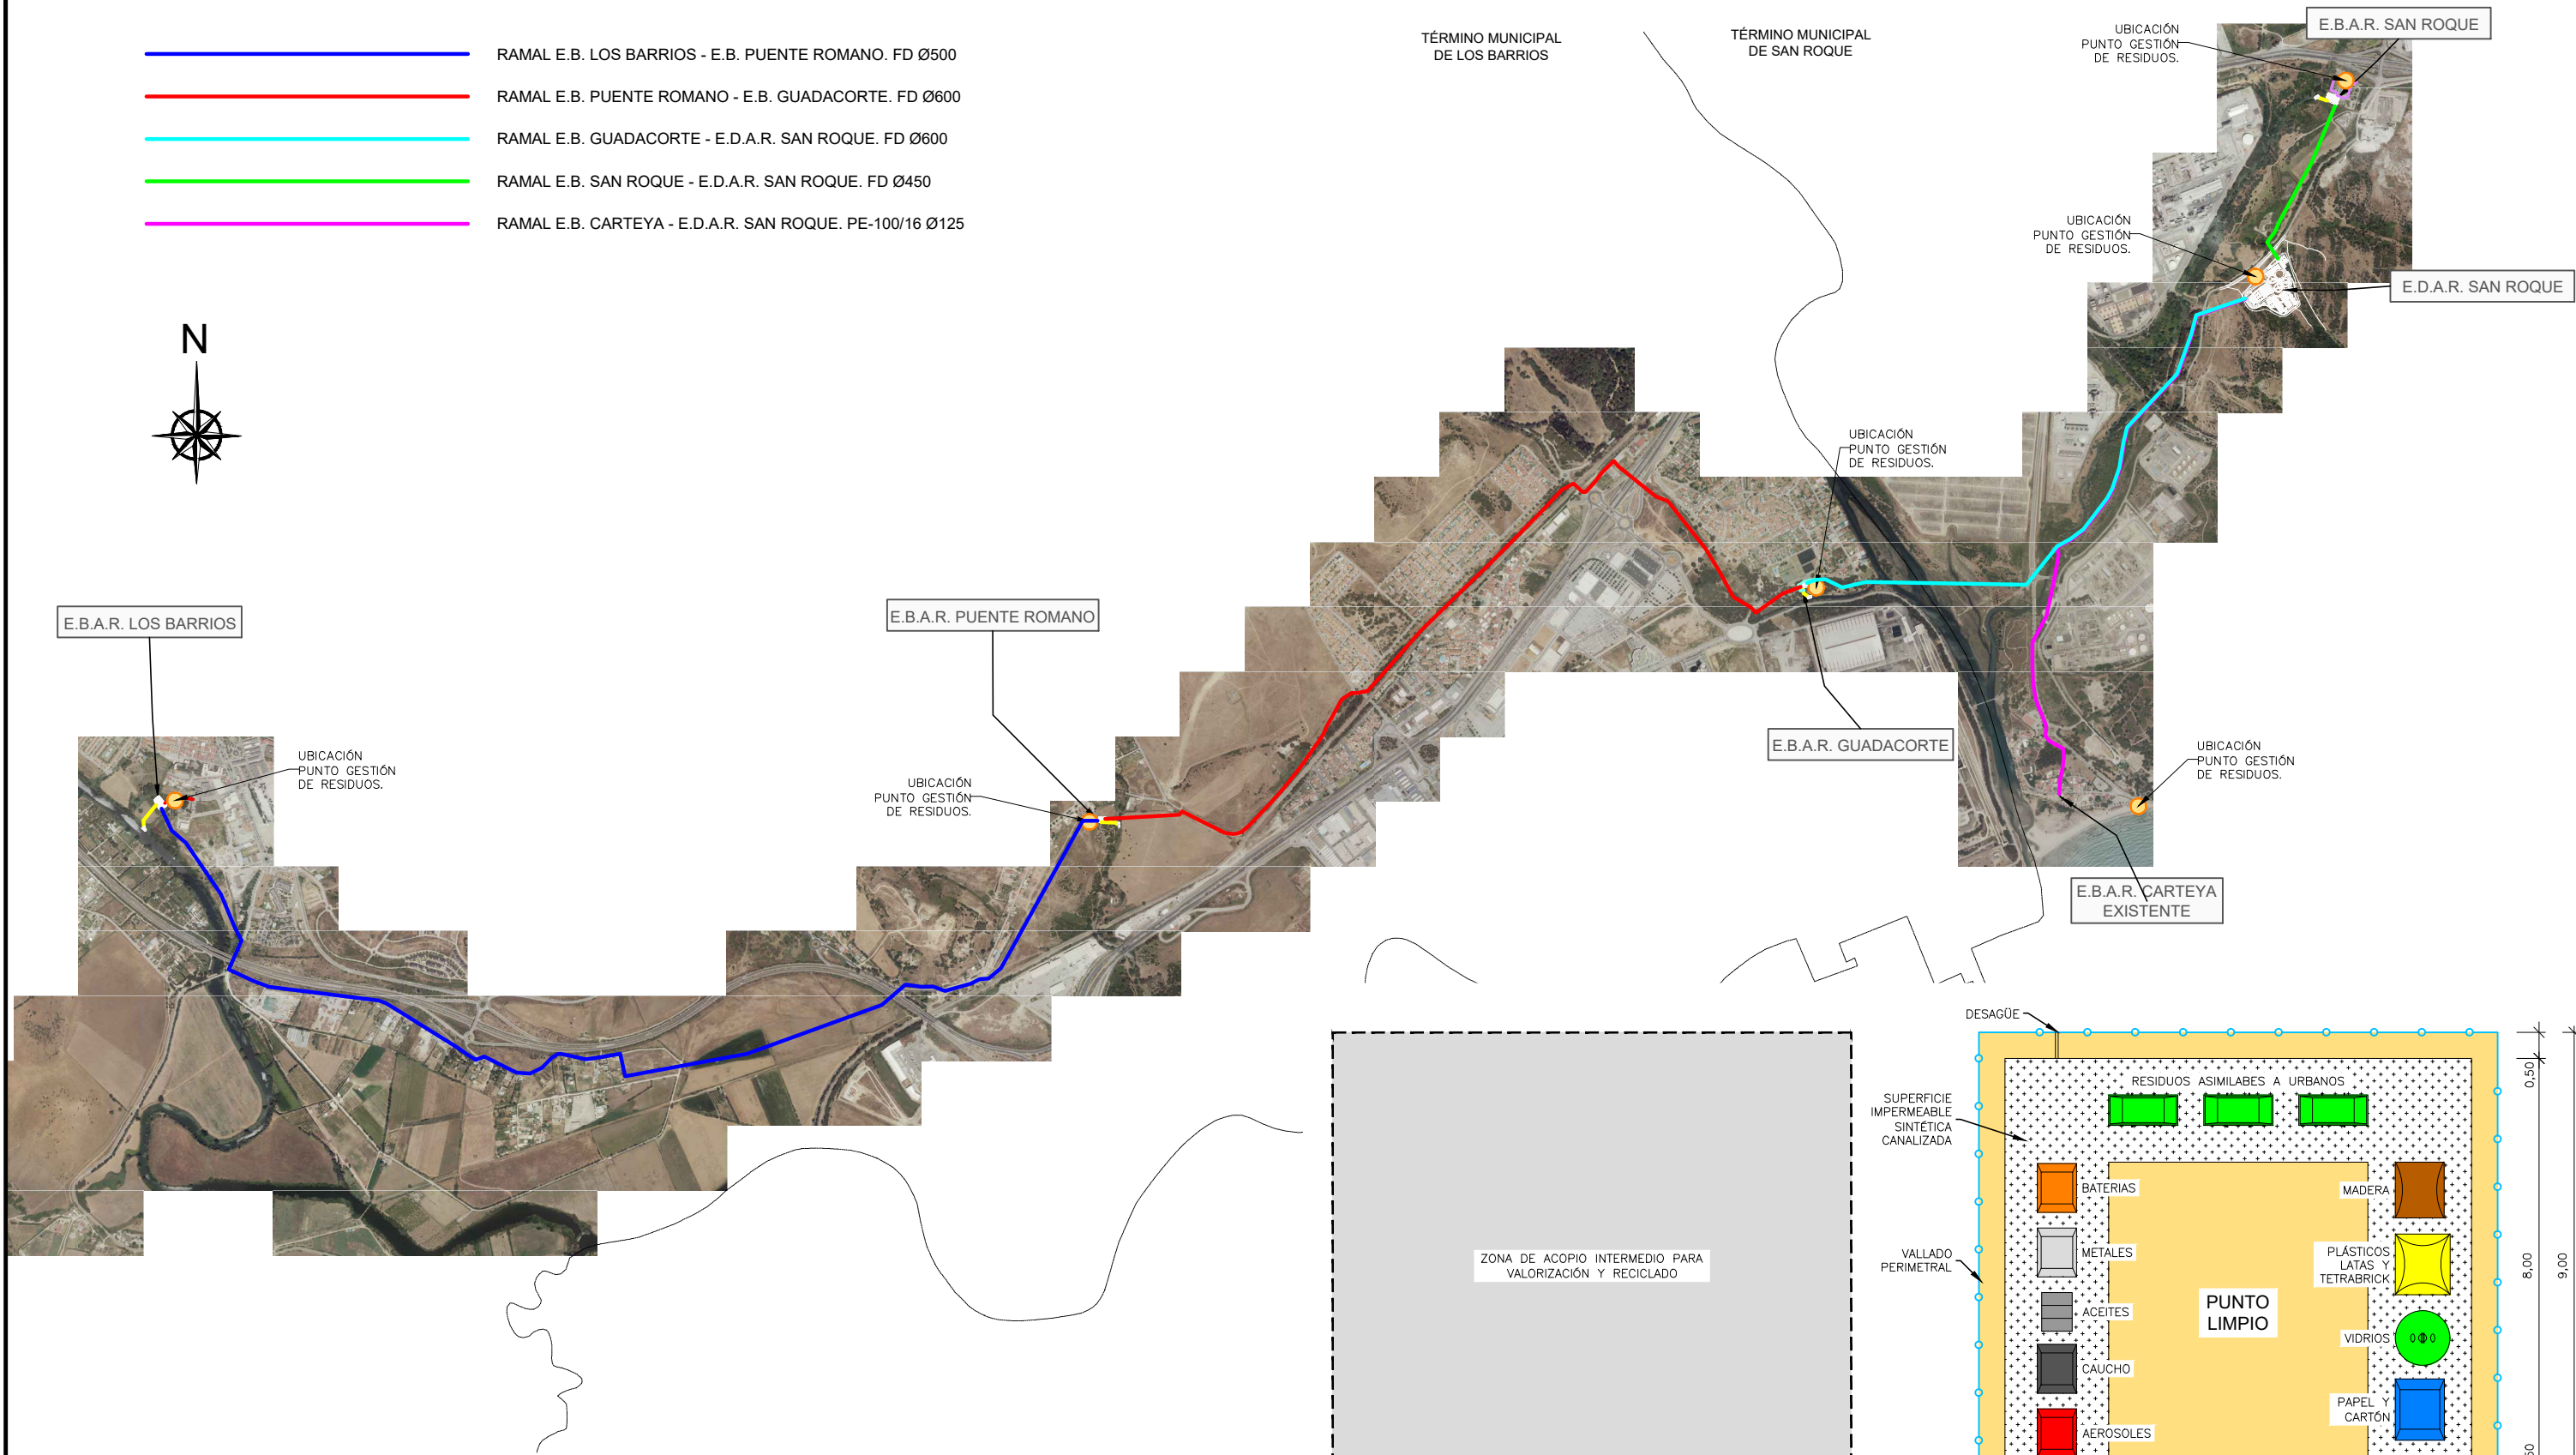 RAMAL E.B. LOS BARRIOS - E.B. PUENTE ROMANO. FD Ø500
RAMAL E.B. PUENTE ROMANO - E.B. GUADACORTE. FD Ø600
RAMAL E.B. GUADACORTE - E.D.A.R. SAN ROQUE. FD Ø600
RAMAL E.B. SAN ROQUE - E.D.A.R. SAN ROQUE. FD Ø450
RAMAL E.B. CARTEYA - E.D.A.R. SAN ROQUE. PE-100/16 Ø125
TÉRMINO MUNICIPAL
DE LOS BARRIOS
TÉRMINO MUNICIPAL
DE SAN ROQUE
UBICACIÓN
PUNTO GESTIÓN
DE RESIDUOS.
E.B.A.R. SAN ROQUE
UBICACIÓN
PUNTO GESTIÓN
DE RESIDUOS.
E.D.A.R. SAN ROQUE
N
UBICACIÓN
PUNTO GESTIÓN
DE RESIDUOS.
E.B.A.R. LOS BARRIOS
E.B.A.R. PUENTE ROMANO
E.B.A.R. GUADACORTE
UBICACIÓN
PUNTO GESTIÓN
DE RESIDUOS.
UBICACIÓN
PUNTO GESTIÓN
DE RESIDUOS.
UBICACIÓN
PUNTO GESTIÓN
DE RESIDUOS.
E.B.A.R. CARTEYA
EXISTENTE
DESAGÜE
0,50
RESIDUOS ASIMILABES A URBANOS
SUPERFICIE
IMPERMEABLE
SINTÉTICA
CANALIZADA
BATERIAS
MADERA
ZONA DE ACOPIO INTERMEDIO PARA
VALORIZACIÓN Y RECICLADO
VALLADO
PERIMETRAL
METALES
PLÁSTICOS
LATAS Y
TETRABRICK
8,00
9,00
ACEITES
PUNTO
LIMPIO
VIDRIOS
CAUCHO
PAPEL Y
CARTÓN
AEROSOLES